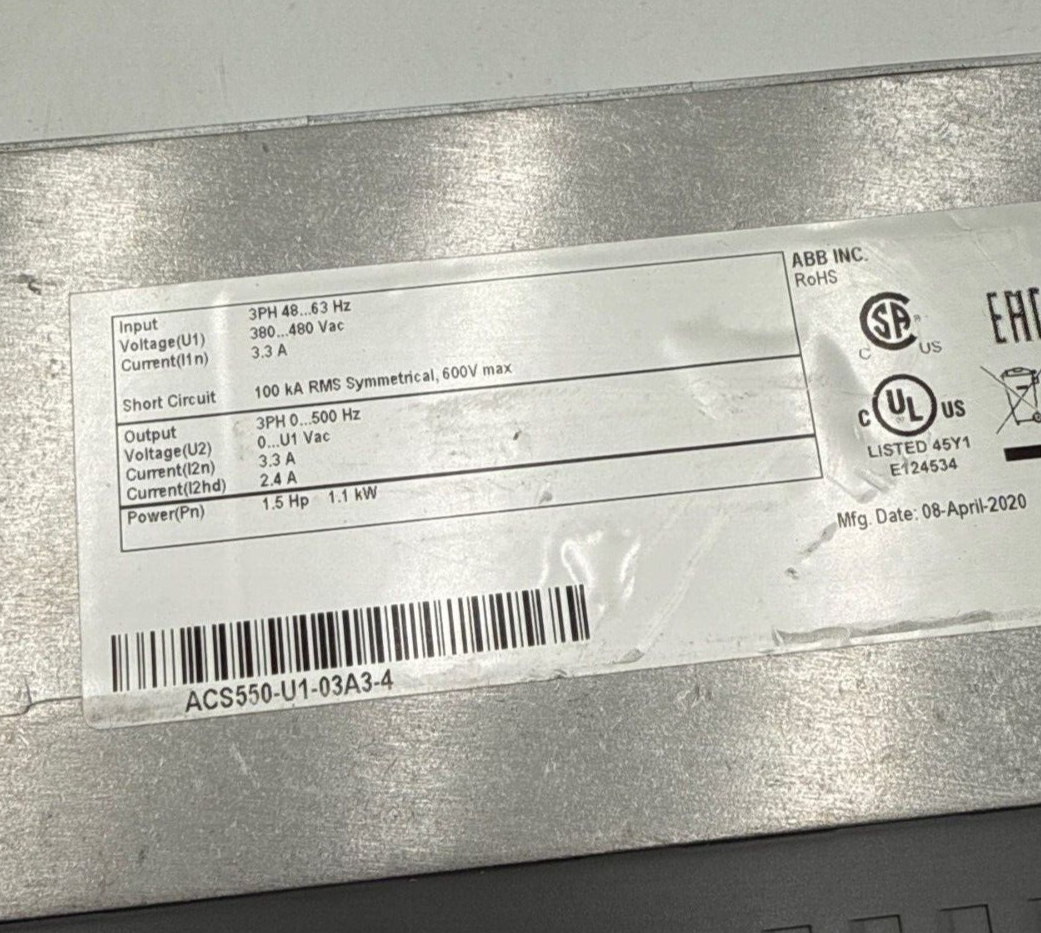 Input 3PH 48...63 Hz
Voltage(U1) 380...480 Vac
Current(I1n) 3.3 A
Short Circuit 100 kA RMS Symmetrical, 600V max
Output 3PH 0...500 Hz
Voltage(U2) 0...U1 Vac
Current(I2n) 3.3 A
Current(I2hd) 2.4 A
Power(Pn) 1.5 Hp 1.1 kW
ABB INC.
RoHS
SA
C US
EAC
C UL US
LISTED 45Y1
E124534
Mfg. Date: 08-April-2020
ACS550-U1-03A3-4